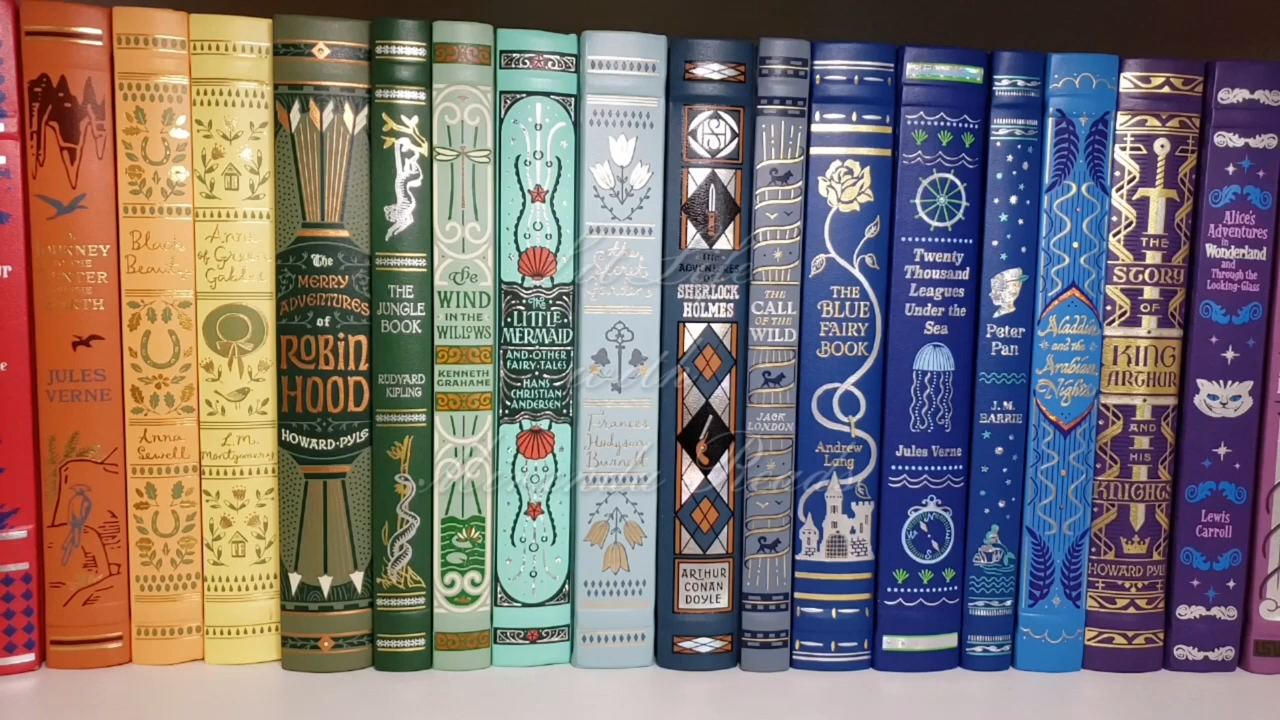 A
JOURNEY
TO THE
CENTER
OF THE
EARTH
JULES
VERNE
Black
Beauty
Anna
Sewell
Anne
of Green
Gables
L.M.
Montgomery
The
MERRY
ADVENTURES
of
ROBIN
HOOD
HOWARD PYLE
THE
JUNGLE
BOOK
RUDYARD
KIPLING
The
WIND
IN THE
WILLOWS
KENNETH
GRAHAME
The
LITTLE
MERMAID
AND OTHER
FAIRY TALES
HANS
CHRISTIAN
ANDERSEN
The
Secret
Garden
Frances
Hodgson
Burnett
SH
THE
ADVENTURES
OF
SHERLOCK
HOLMES
ARTHUR
CONAN
DOYLE
THE
CALL
OF THE
WILD
JACK
LONDON
THE
BLUE
FAIRY
BOOK
Andrew
Lang
Twenty
Thousand
Leagues
Under the
Sea
Jules Verne
Peter
Pan
J.M.
BARRIE
Aladdin
and the
Arabian
Nights
THE
STORY
OF
KING
ARTHUR
AND
HIS
KNIGHTS
HOWARD PYLE
Alice's
Adventures
in
Wonderland
and
Through the
Looking-Glass
Lewis
Carroll